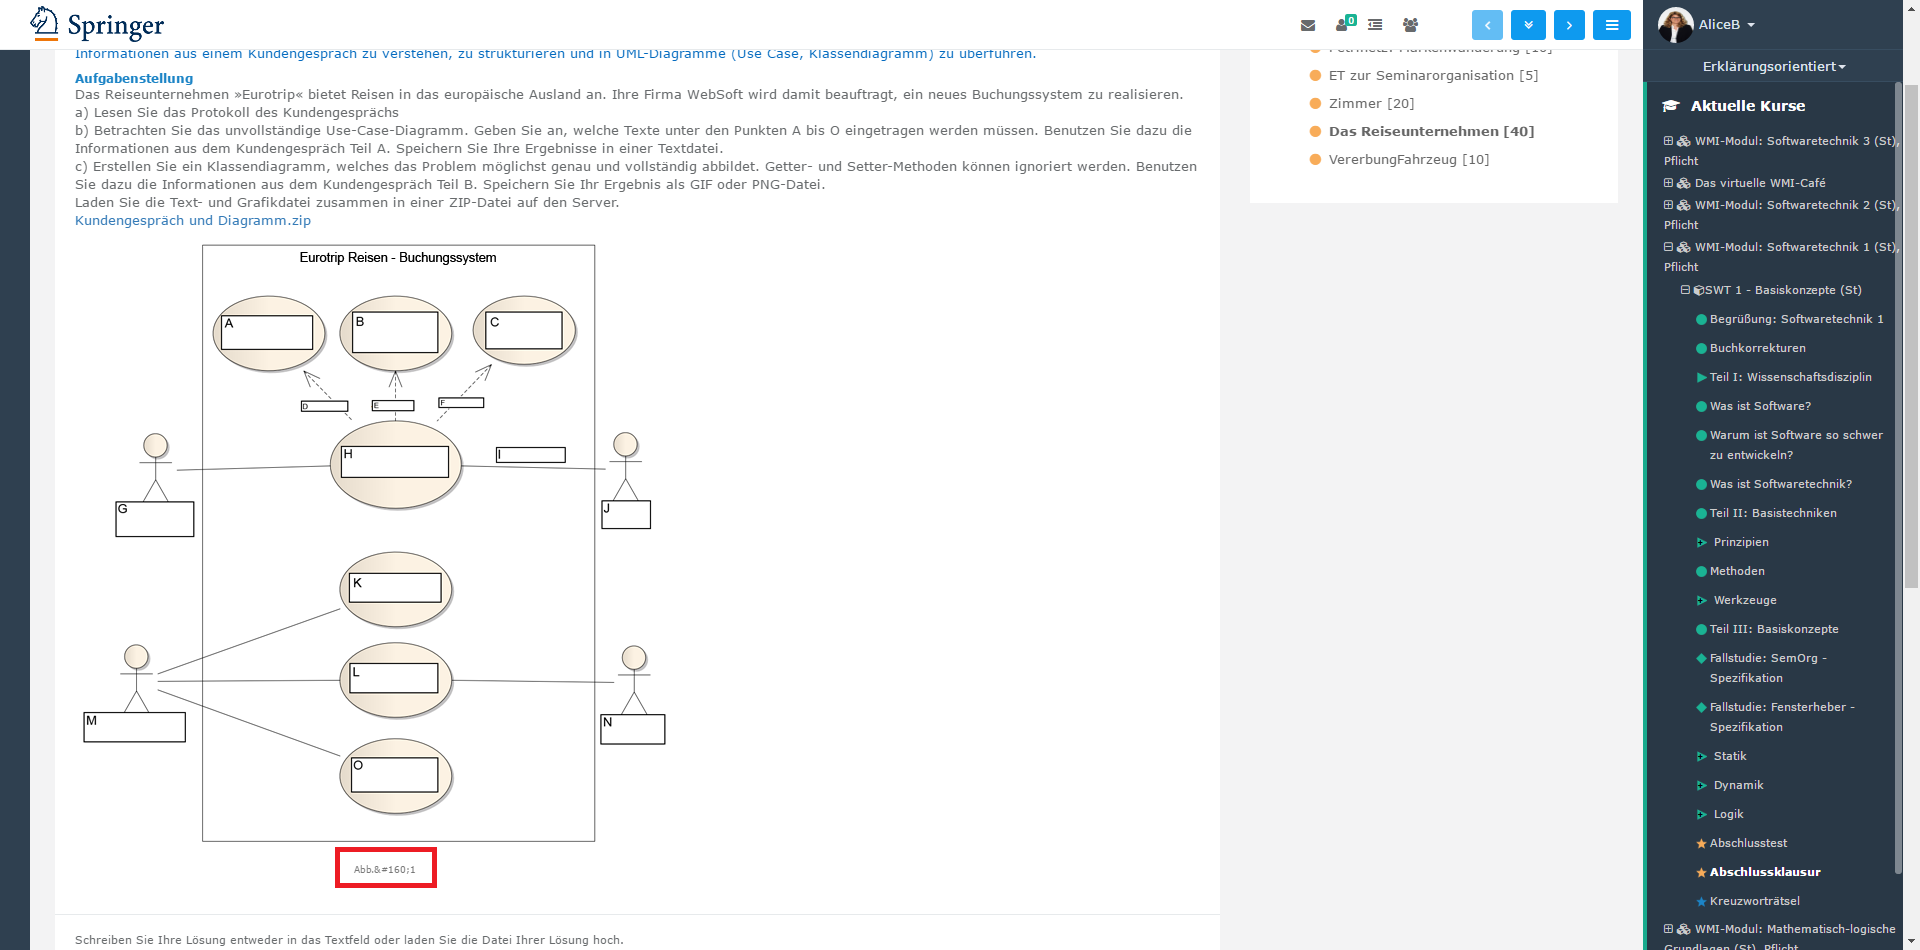 Springer
0
AliceB
Informationen aus einem Kundengespräch zu verstehen, zu strukturieren und in UML-Diagramme (Use Case, Klassendiagramm) zu überführen.
Aufgabenstellung
Das Reiseunternehmen »Eurotrip« bietet Reisen in das europäische Ausland an. Ihre Firma WebSoft wird damit beauftragt, ein neues Buchungssystem zu realisieren.
a) Lesen Sie das Protokoll des Kundengesprächs
b) Betrachten Sie das unvollständige Use-Case-Diagramm. Geben Sie an, welche Texte unter den Punkten A bis O eingetragen werden müssen. Benutzen Sie dazu die
Informationen aus dem Kundengespräch Teil A. Speichern Sie Ihre Ergebnisse in einer Textdatei.
c) Erstellen Sie ein Klassendiagramm, welches das Problem möglichst genau und vollständig abbildet. Getter- und Setter-Methoden können ignoriert werden. Benutzen
Sie dazu die Informationen aus dem Kundengespräch Teil B. Speichern Sie Ihr Ergebnis als GIF oder PNG-Datei.
Laden Sie die Text- und Grafikdatei zusammen in einer ZIP-Datei auf den Server.
Kundengespräch und Diagramm.zip
Eurotrip Reisen - Buchungssystem
A
B
C
D
E
F
H
I
G
J
K
L
M
N
O
Abb.&#160;1
Schreiben Sie Ihre Lösung entweder in das Textfeld oder laden Sie die Datei Ihrer Lösung hoch.
ET zur Seminarorganisation [5]
Zimmer [20]
Das Reiseunternehmen [40]
VererbungFahrzeug [10]
Erklärungsorientiert
Aktuelle Kurse
WMI-Modul: Softwaretechnik 3 (St),
Pflicht
Das virtuelle WMI-Café
WMI-Modul: Softwaretechnik 2 (St),
Pflicht
WMI-Modul: Softwaretechnik 1 (St),
Pflicht
SWT 1 - Basiskonzepte (St)
Begrüßung: Softwaretechnik 1
Buchkorrekturen
Teil I: Wissenschaftsdisziplin
Was ist Software?
Warum ist Software so schwer
zu entwickeln?
Was ist Softwaretechnik?
Teil II: Basistechniken
Prinzipien
Methoden
Werkzeuge
Teil III: Basiskonzepte
Fallstudie: SemOrg -
Spezifikation
Fallstudie: Fensterheber -
Spezifikation
Statik
Dynamik
Logik
Abschlusstest
Abschlussklausur
Kreuzworträtsel
WMI-Modul: Mathematisch-logische
Grundlagen (St), Pflicht